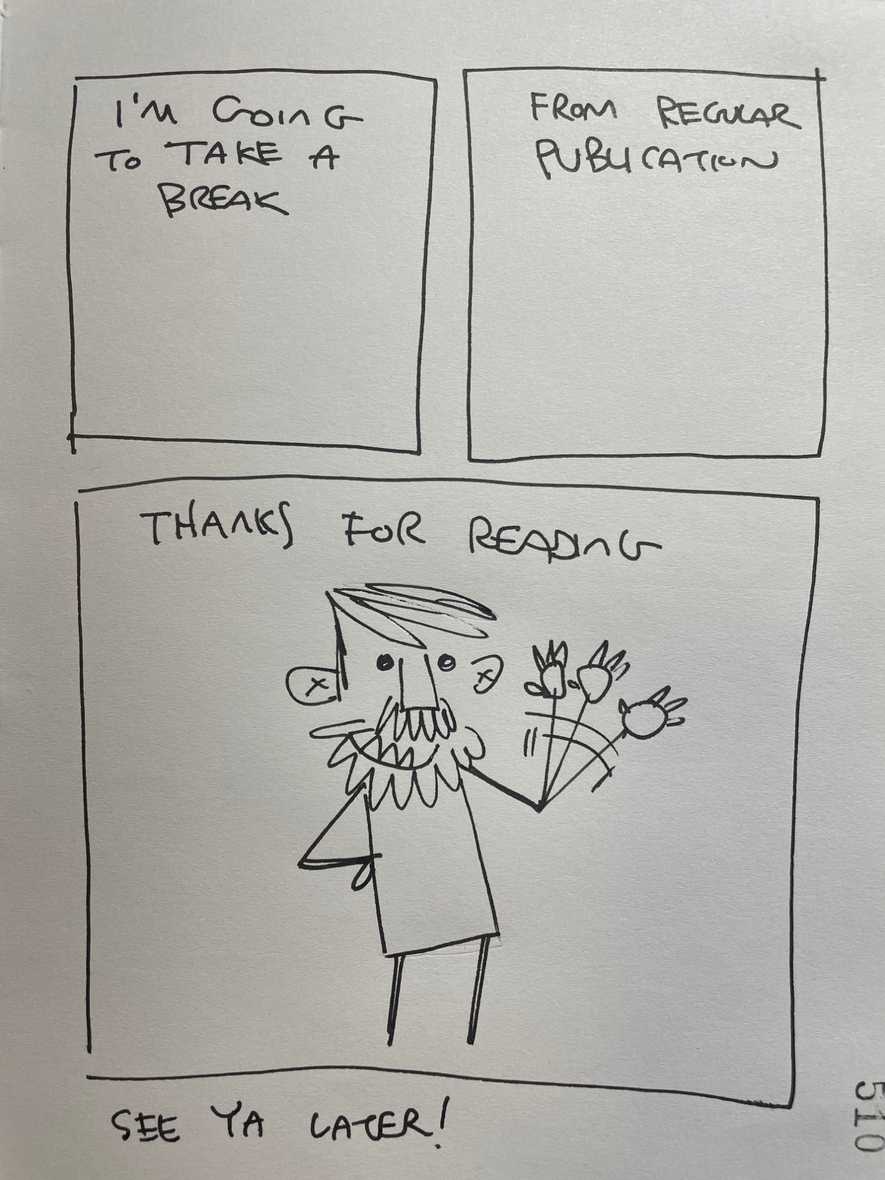 I'M GOING
TO TAKE A
BREAK
FROM REGULAR
PUBLICATION
THANKS FOR READING
SEE YA LATER!
510